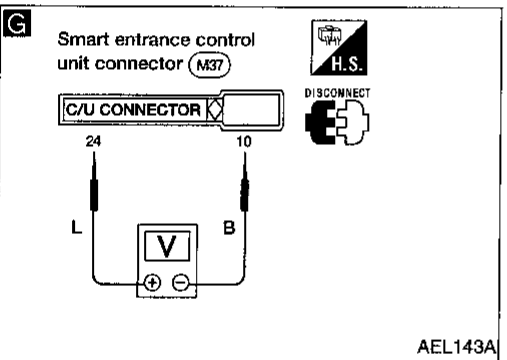 G
Smart entrance control
unit connector M37
H.S.
DISCONNECT
C/U CONNECTOR
24 10
L B
V
+ −
AEL143A